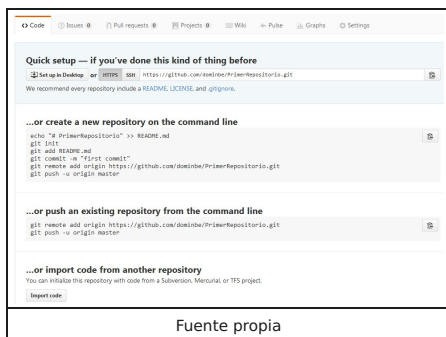 Code Issues 0 Pull requests 0 Projects 0 Wiki Pulse Graphs Settings
Quick setup — if you've done this kind of thing before
Set up in Desktop or HTTPS SSH https://github.com/dominbe/PrimerRepositorio.git
We recommend every repository include a README, LICENSE, and .gitignore.
...or create a new repository on the command line
echo "# PrimerRepositorio" >> README.md
git init
git add README.md
git commit -m "first commit"
git remote add origin https://github.com/dominbe/PrimerRepositorio.git
git push -u origin master
...or push an existing repository from the command line
git remote add origin https://github.com/dominbe/PrimerRepositorio.git
git push -u origin master
...or import code from another repository
You can initialize this repository with code from a Subversion, Mercurial, or TFS project.
Import code
Fuente propia